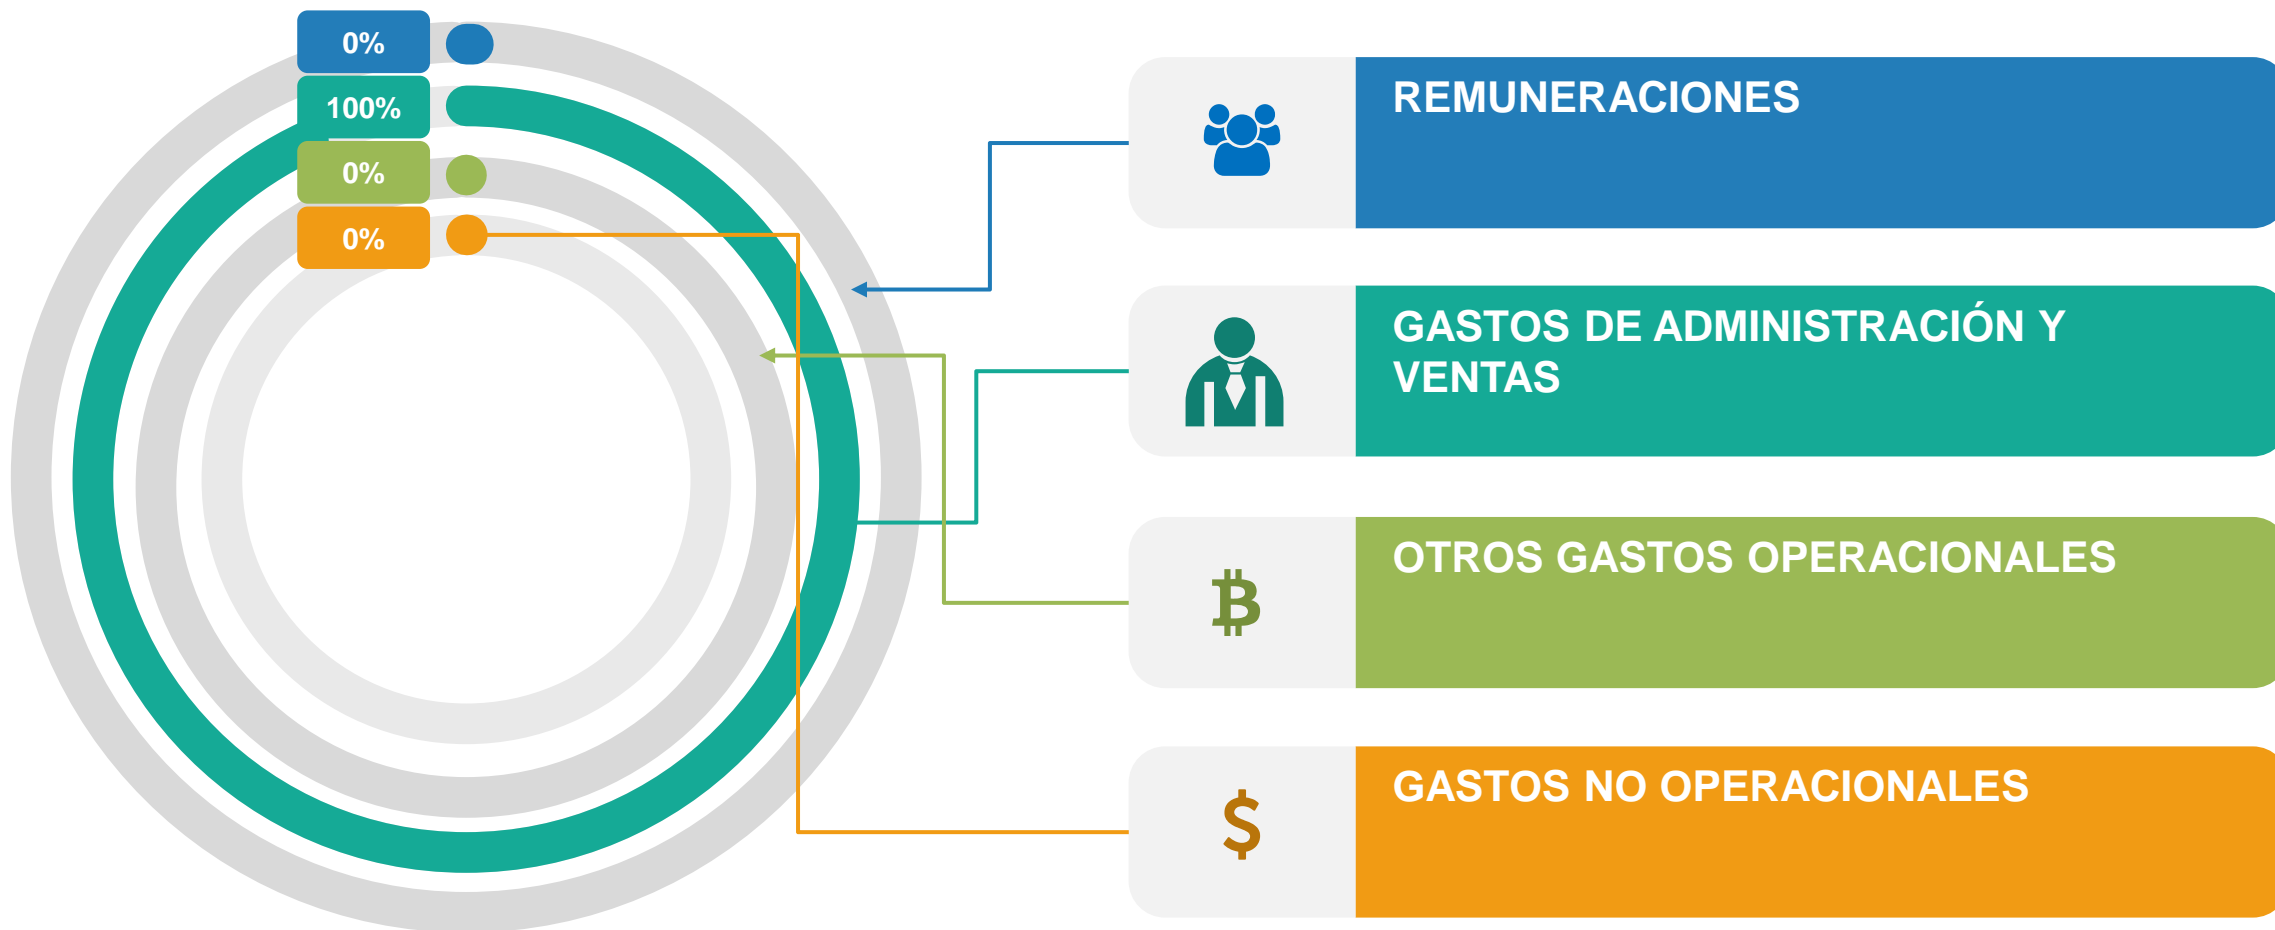 0%
100%
0%
0%
REMUNERACIONES
GASTOS DE ADMINISTRACIÓN Y
VENTAS
OTROS GASTOS OPERACIONALES
GASTOS NO OPERACIONALES